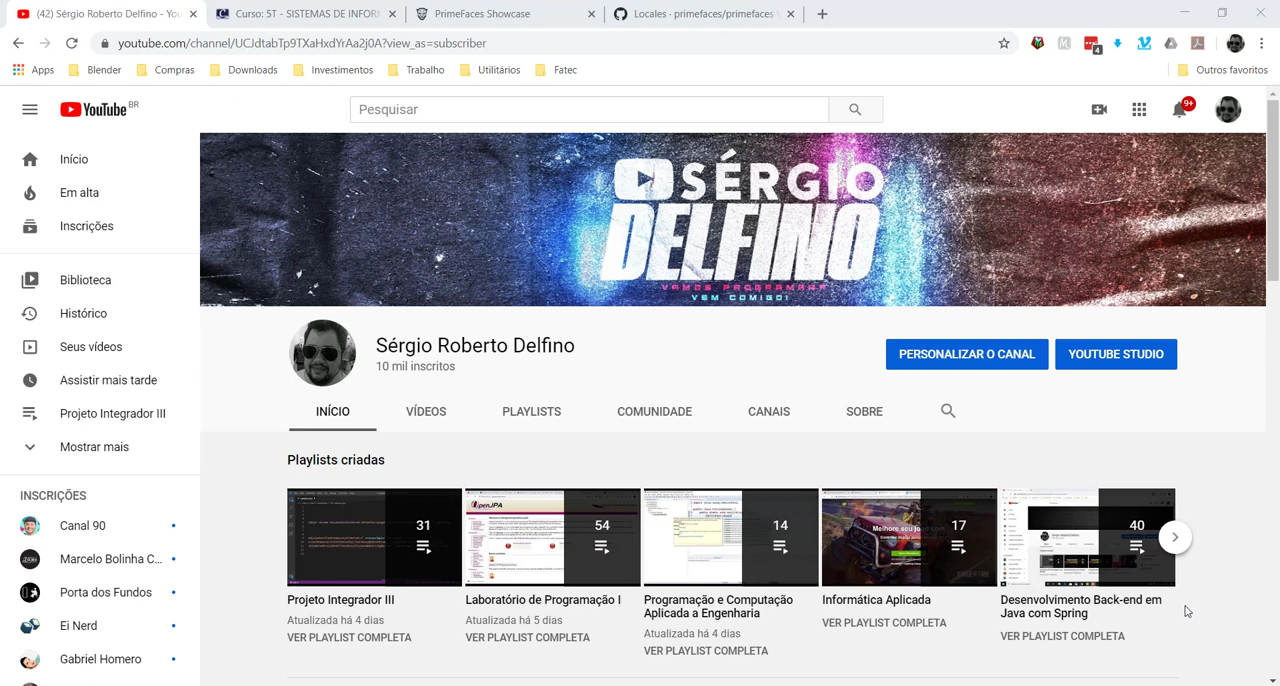 (42) Sérgio Roberto Delfino - You
Curso: 5T - SISTEMAS DE INFOR
PrimeFaces Showcase
Locales · primefaces/primefaces
youtube.com/channel/UCJdtabTp9TXaHxdYrAa2j0A?view_as=subscriber
4
Apps
Blender
Compras
Downloads
Investimentos
Trabalho
Utilitários
Fatec
Outros favoritos
YouTube BR
Pesquisar
9+
Início
Em alta
Inscrições
Biblioteca
Histórico
Seus vídeos
Assistir mais tarde
Projeto Integrador III
Mostrar mais
INSCRIÇÕES
Canal 90
Marcelo Bolinha C...
Porta dos Fundos
Ei Nerd
Gabriel Homero
SÉRGIO
DELFINO
VAMOS PROGRAMAR
VEM COMIGO!
Sérgio Roberto Delfino
10 mil inscritos
PERSONALIZAR O CANAL
YOUTUBE STUDIO
INÍCIO
VÍDEOS
PLAYLISTS
COMUNIDADE
CANAIS
SOBRE
Playlists criadas
31
Projeto Integrador III
Atualizada há 4 dias
VER PLAYLIST COMPLETA
OpenJPA
54
Laboratório de Programação I
Atualizada há 5 dias
VER PLAYLIST COMPLETA
14
Programação e Computação
Aplicada a Engenharia
Atualizada há 4 dias
VER PLAYLIST COMPLETA
Melhore seu jogo com
17
Informática Aplicada
VER PLAYLIST COMPLETA
40
Desenvolvimento Back-end em
Java com Spring
VER PLAYLIST COMPLETA